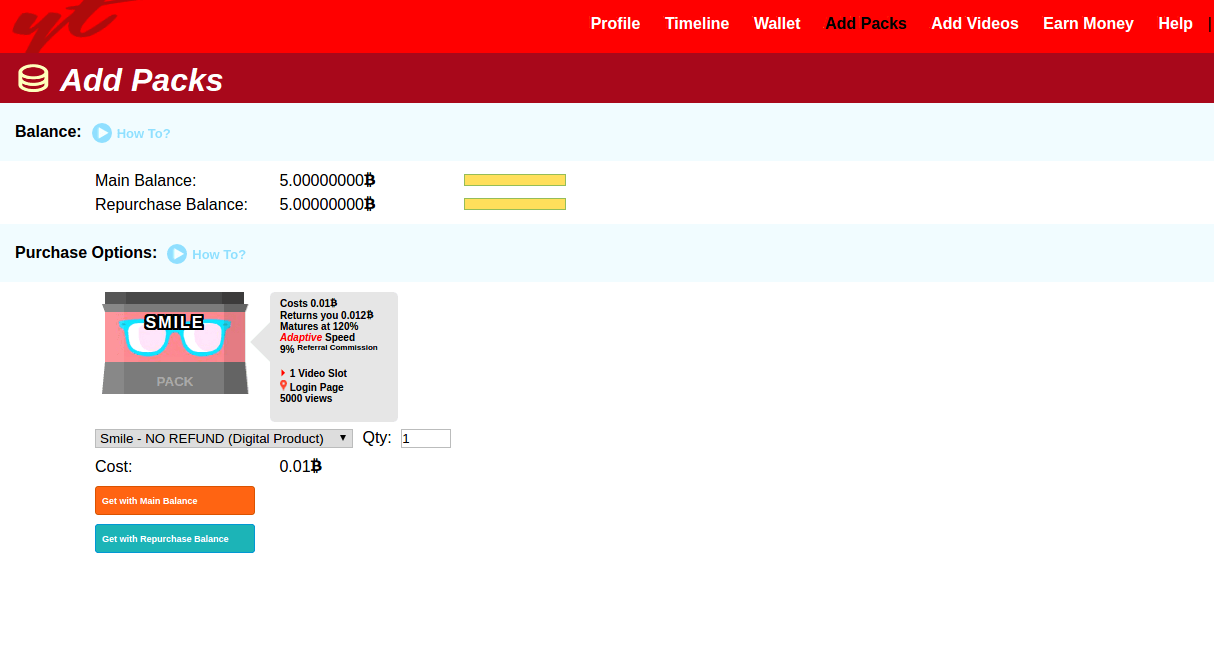 yt
Profile Timeline Wallet Add Packs Add Videos Earn Money Help |
Add Packs
Balance: How To?
Main Balance: 5.00000000₿
Repurchase Balance: 5.00000000₿
Purchase Options: How To?
SMILE
PACK
Costs 0.01₿
Returns you 0.012₿
Matures at 120%
Adaptive Speed
9% Referral Commission
1 Video Slot
Login Page
5000 views
Smile - NO REFUND (Digital Product) Qty: 1
Cost: 0.01₿
Get with Main Balance
Get with Repurchase Balance